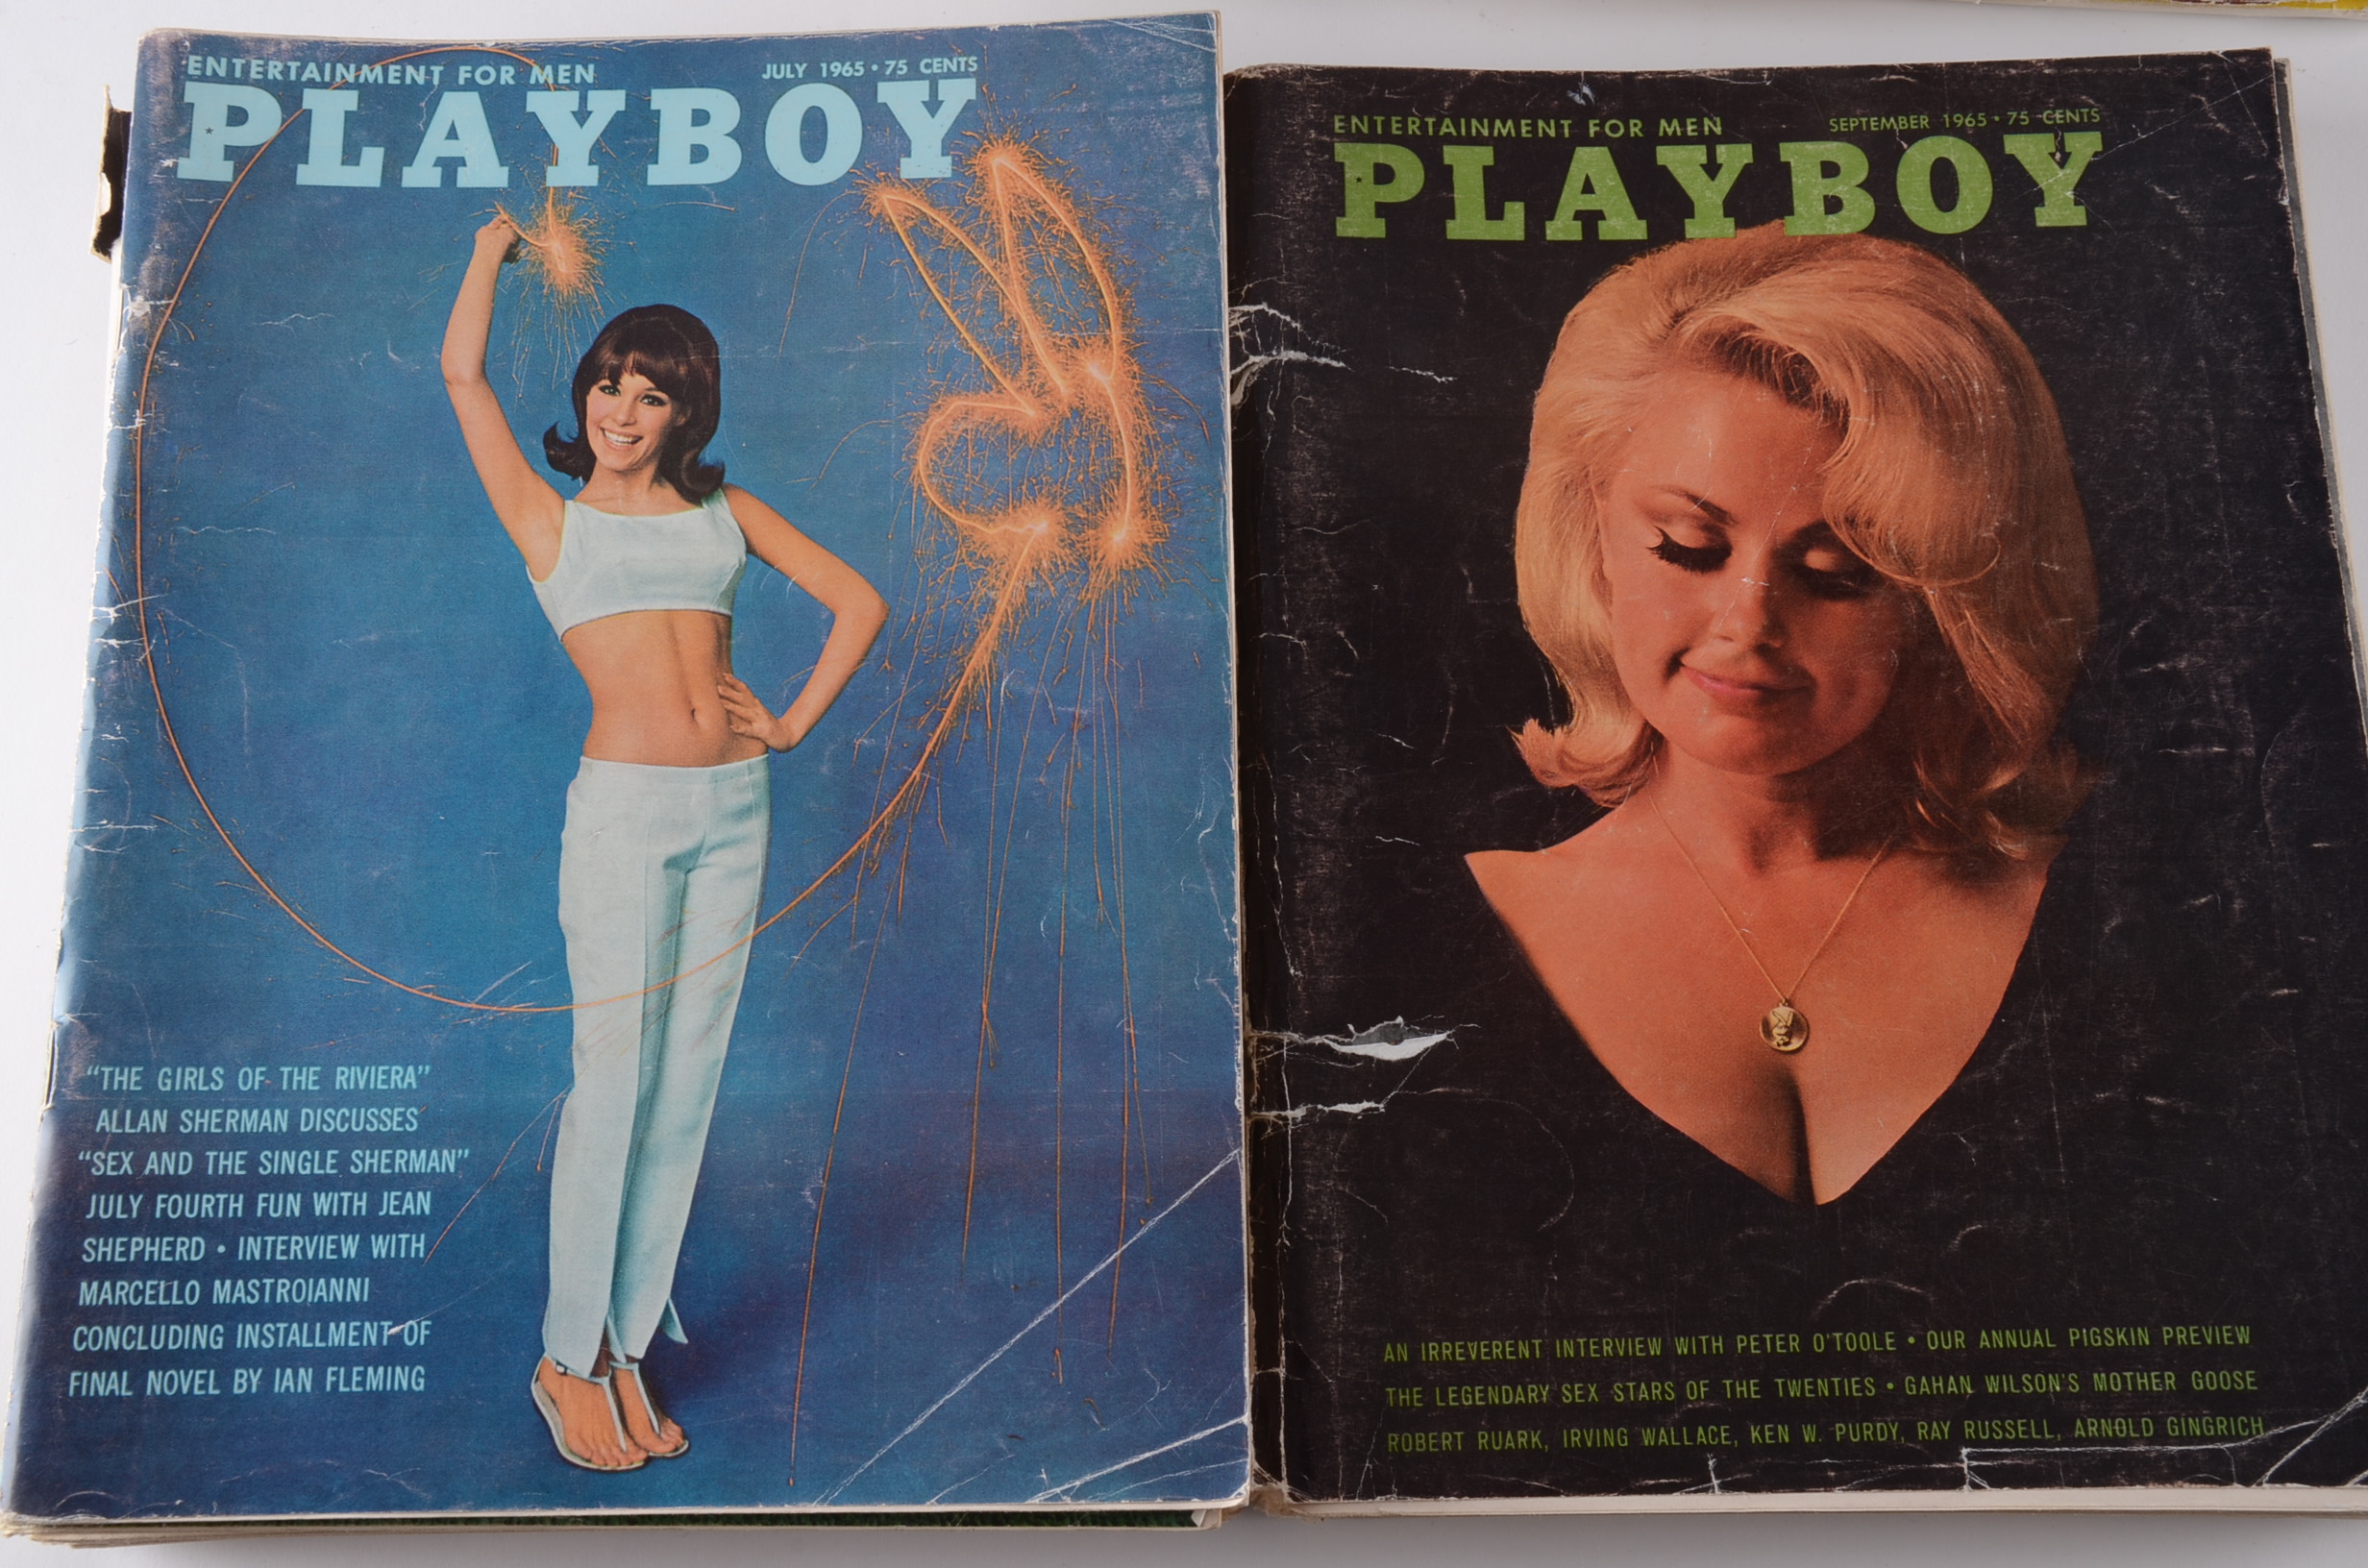 ENTERTAINMENT FOR MEN
JULY 1965 • 75 CENTS
PLAYBOY
"THE GIRLS OF THE RIVIERA"
ALLAN SHERMAN DISCUSSES
"SEX AND THE SINGLE SHERMAN"
JULY FOURTH FUN WITH JEAN
SHEPHERD • INTERVIEW WITH
MARCELLO MASTROIANNI
CONCLUDING INSTALLMENT OF
FINAL NOVEL BY IAN FLEMING
ENTERTAINMENT FOR MEN
SEPTEMBER 1965 • 75 CENTS
PLAYBOY
AN IRREVERENT INTERVIEW WITH PETER O'TOOLE • OUR ANNUAL PIGSKIN PREVIEW
THE LEGENDARY SEX STARS OF THE TWENTIES • GAHAN WILSON'S MOTHER GOOSE
ROBERT RUARK, IRVING WALLACE, KEN W. PURDY, RAY RUSSELL, ARNOLD GINGRICH